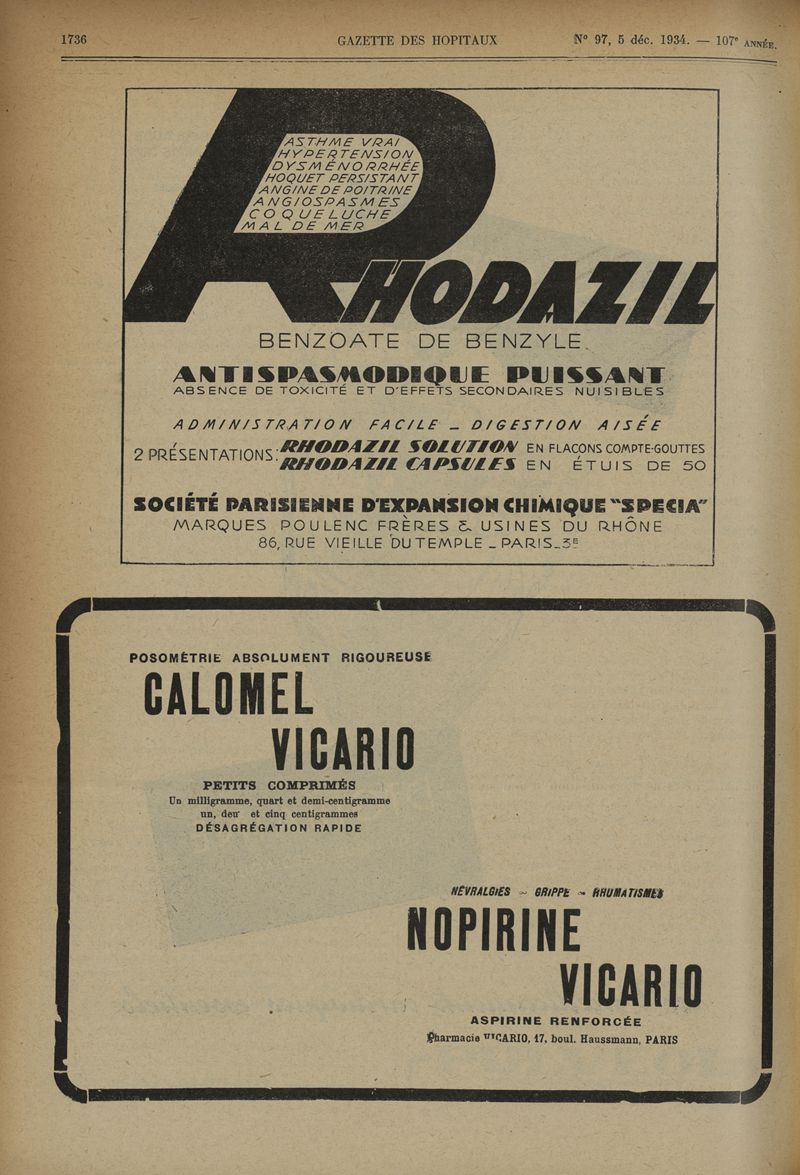 1736 GAZETTE DES HOPITAUX N° 97, 5 déc. 1934. — 107e ANNÉE.
ASTHME VRAI
HYPERTENSION
DYSMÉNORRHÉE
HOQUET PERSISTANT
ANGINE DE POITRINE
ANGIOSPASMES
COQUELUCHE
MAL DE MER
RHODAZIL
BENZOATE DE BENZYLE
ANTISPASMODIQUE PUISSANT
ABSENCE DE TOXICITÉ ET D'EFFETS SECONDAIRES NUISIBLES
ADMINISTRATION FACILE _ DIGESTION AISÉE
2 PRÉSENTATIONS: RHODAZIL SOLUTION EN FLACONS COMPTE-GOUTTES
RHODAZIL CAPSULES EN ÉTUIS DE 50
SOCIÉTÉ PARISIENNE D'EXPANSION CHIMIQUE "SPECIA"
MARQUES POULENC FRÈRES & USINES DU RHÔNE
86, RUE VIEILLE DU TEMPLE _ PARIS_3E
POSOMÉTRIE ABSOLUMENT RIGOUREUSE
CALOMEL
VICARIO
PETITS COMPRIMÉS
Un milligramme, quart et demi-centigramme
un, deu et cinq centigrammes
DÉSAGRÉGATION RAPIDE
NÉVRALGIES ~ GRIPPE ~ RHUMATISMES
NOPIRINE
VICARIO
ASPIRINE RENFORCÉE
Pharmacie VICARIO, 17, boul. Haussmann, PARIS